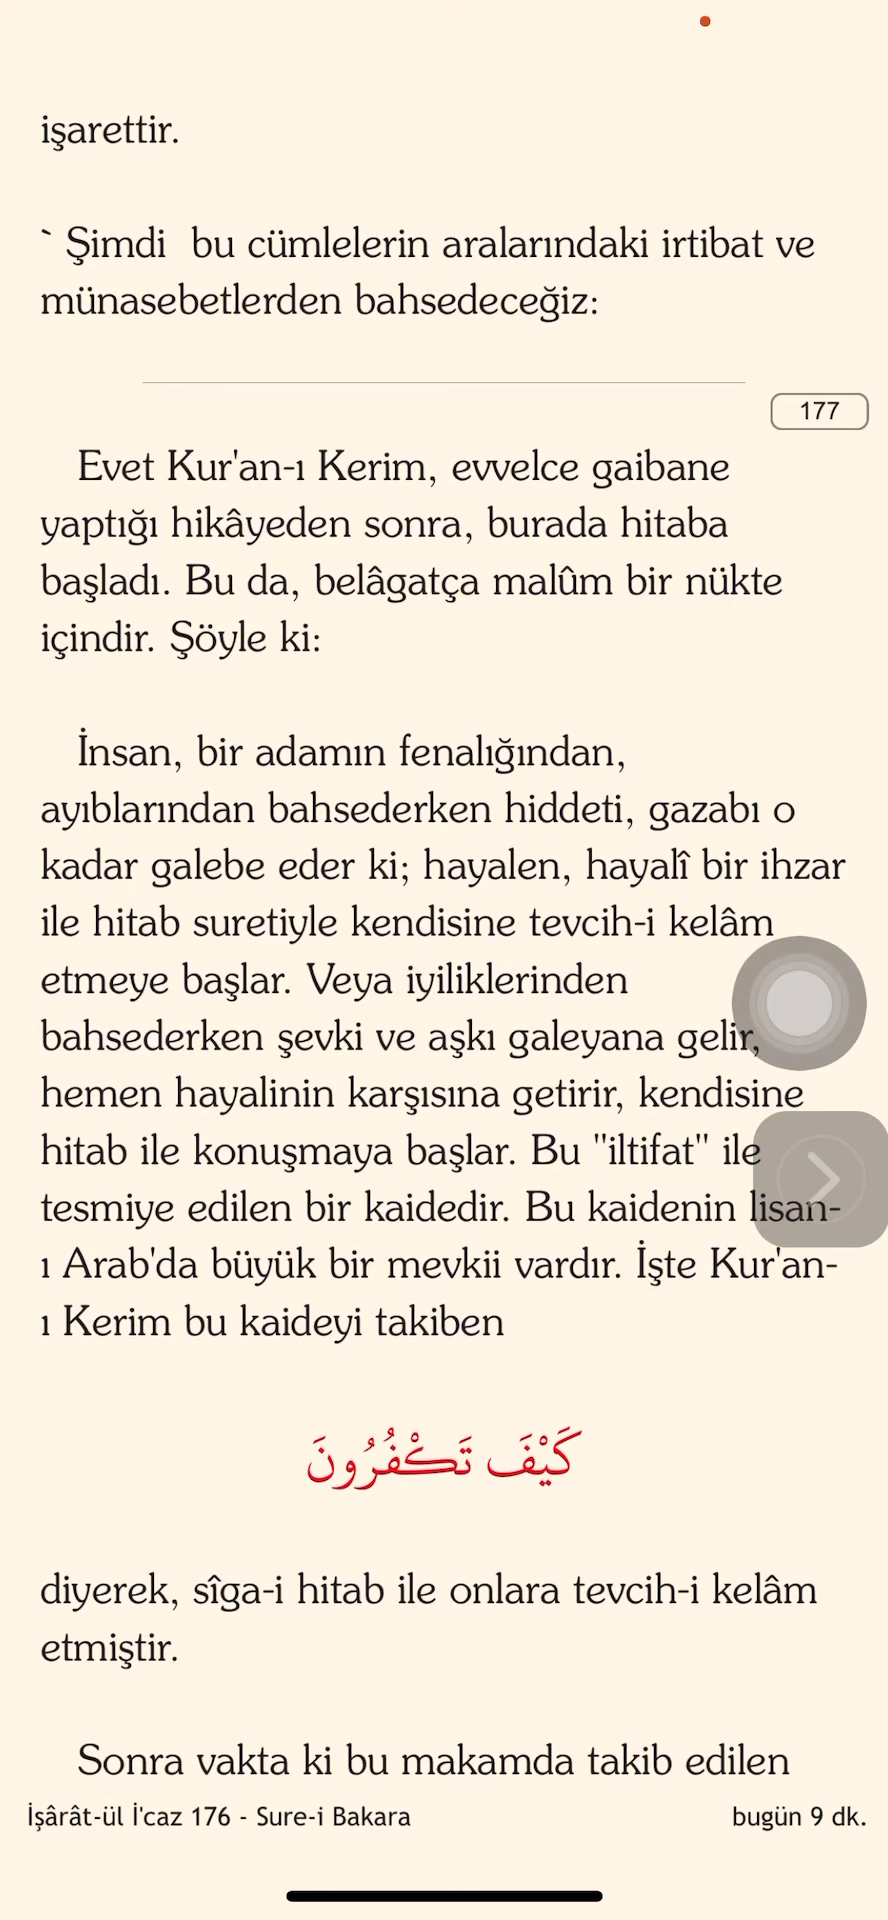 işarettir.
` Şimdi  bu cümlelerin aralarındaki irtibat ve
münasebetlerden bahsedeceğiz:
177
Evet Kur'an-ı Kerim, evvelce gaibane
yaptığı hikâyeden sonra, burada hitaba
başladı. Bu da, belâgatça malûm bir nükte
içindir. Şöyle ki:
İnsan, bir adamın fenalığından,
ayıblarından bahsederken hiddeti, gazabı o
kadar galebe eder ki; hayalen, hayalî bir ihzar
ile hitab suretiyle kendisine tevcih-i kelâm
etmeye başlar. Veya iyiliklerinden
bahsederken şevki ve aşkı galeyana gelir,
hemen hayalinin karşısına getirir, kendisine
hitab ile konuşmaya başlar. Bu "iltifat" ile
tesmiye edilen bir kaidedir. Bu kaidenin lisan-
ı Arab'da büyük bir mevkii vardır. İşte Kur'an-
ı Kerim bu kaideyi takiben
كَيْفَ تَكْفُرُونَ
diyerek, sîga-i hitab ile onlara tevcih-i kelâm
etmiştir.
Sonra vakta ki bu makamda takib edilen
İşârât-ül İ'caz 176 - Sure-i Bakara
bugün 9 dk.